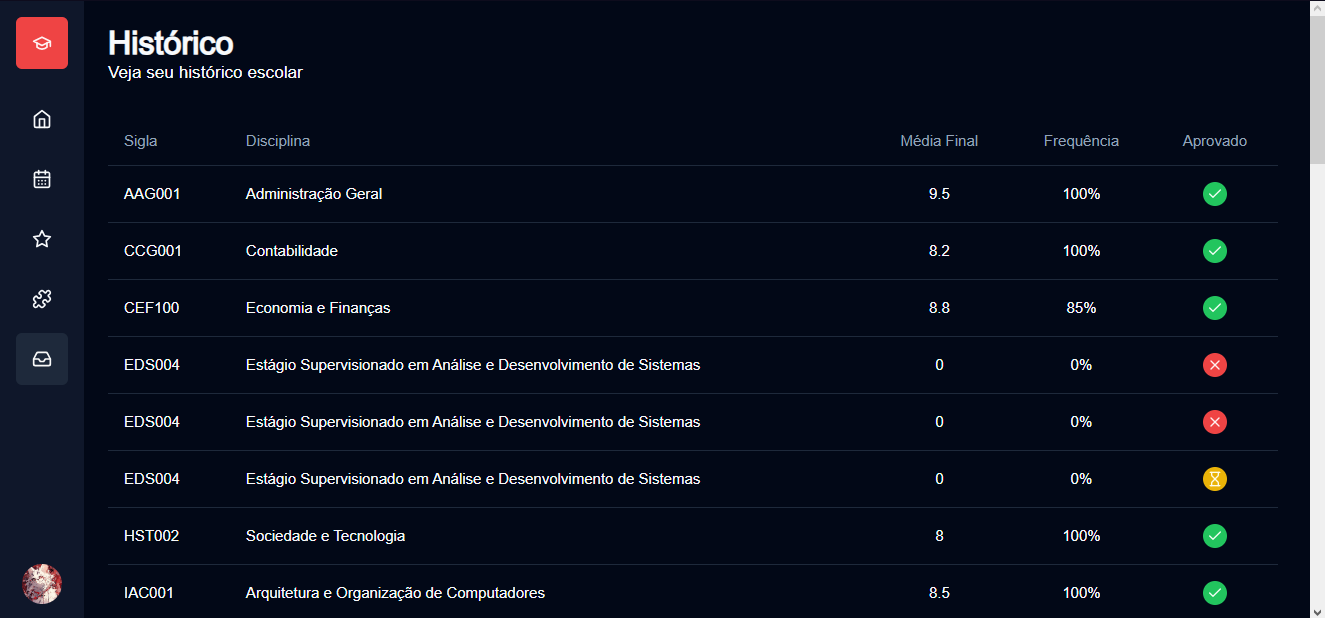 Histórico
Veja seu histórico escolar
Sigla Disciplina Média Final Frequência Aprovado
AAG001 Administração Geral 9.5 100%
CCG001 Contabilidade 8.2 100%
CEF100 Economia e Finanças 8.8 85%
EDS004 Estágio Supervisionado em Análise e Desenvolvimento de Sistemas 0 0%
EDS004 Estágio Supervisionado em Análise e Desenvolvimento de Sistemas 0 0%
EDS004 Estágio Supervisionado em Análise e Desenvolvimento de Sistemas 0 0%
HST002 Sociedade e Tecnologia 8 100%
IAC001 Arquitetura e Organização de Computadores 8.5 100%